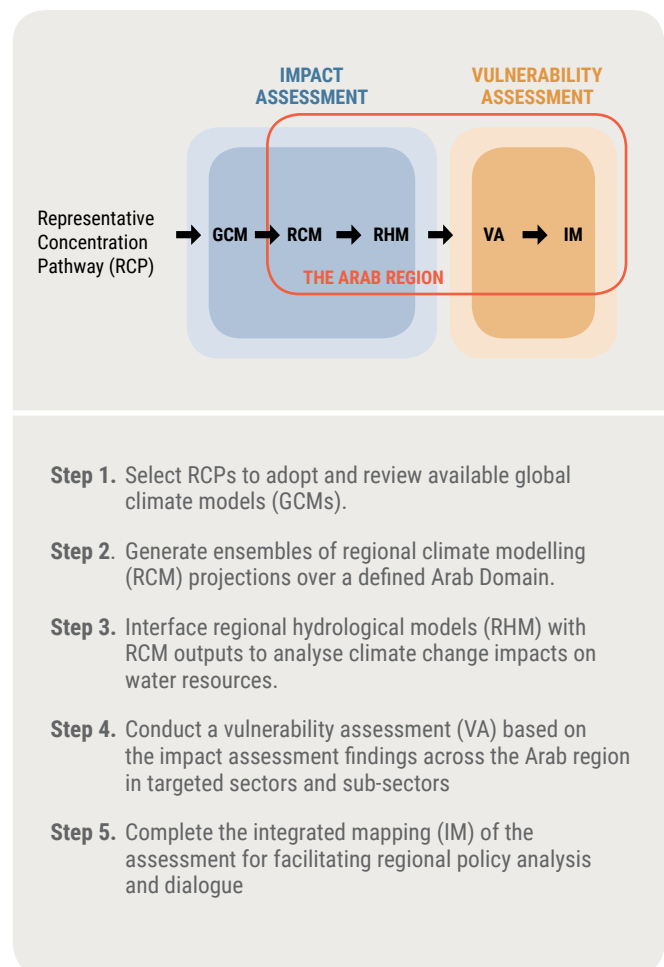 IMPACT
ASSESSMENT
VULNERABILITY
ASSESSMENT
Representative
Concentration
Pathway (RCP)
GCM
RCM
RHM
VA
IM
THE ARAB REGION
Step 1. Select RCPs to adopt and review available global
climate models (GCMs).
Step 2. Generate ensembles of regional climate modelling
(RCM) projections over a defined Arab Domain.
Step 3. Interface regional hydrological models (RHM) with
RCM outputs to analyse climate change impacts on
water resources.
Step 4. Conduct a vulnerability assessment (VA) based on
the impact assessment findings across the Arab region
in targeted sectors and sub-sectors
Step 5. Complete the integrated mapping (IM) of the
assessment for facilitating regional policy analysis
and dialogue